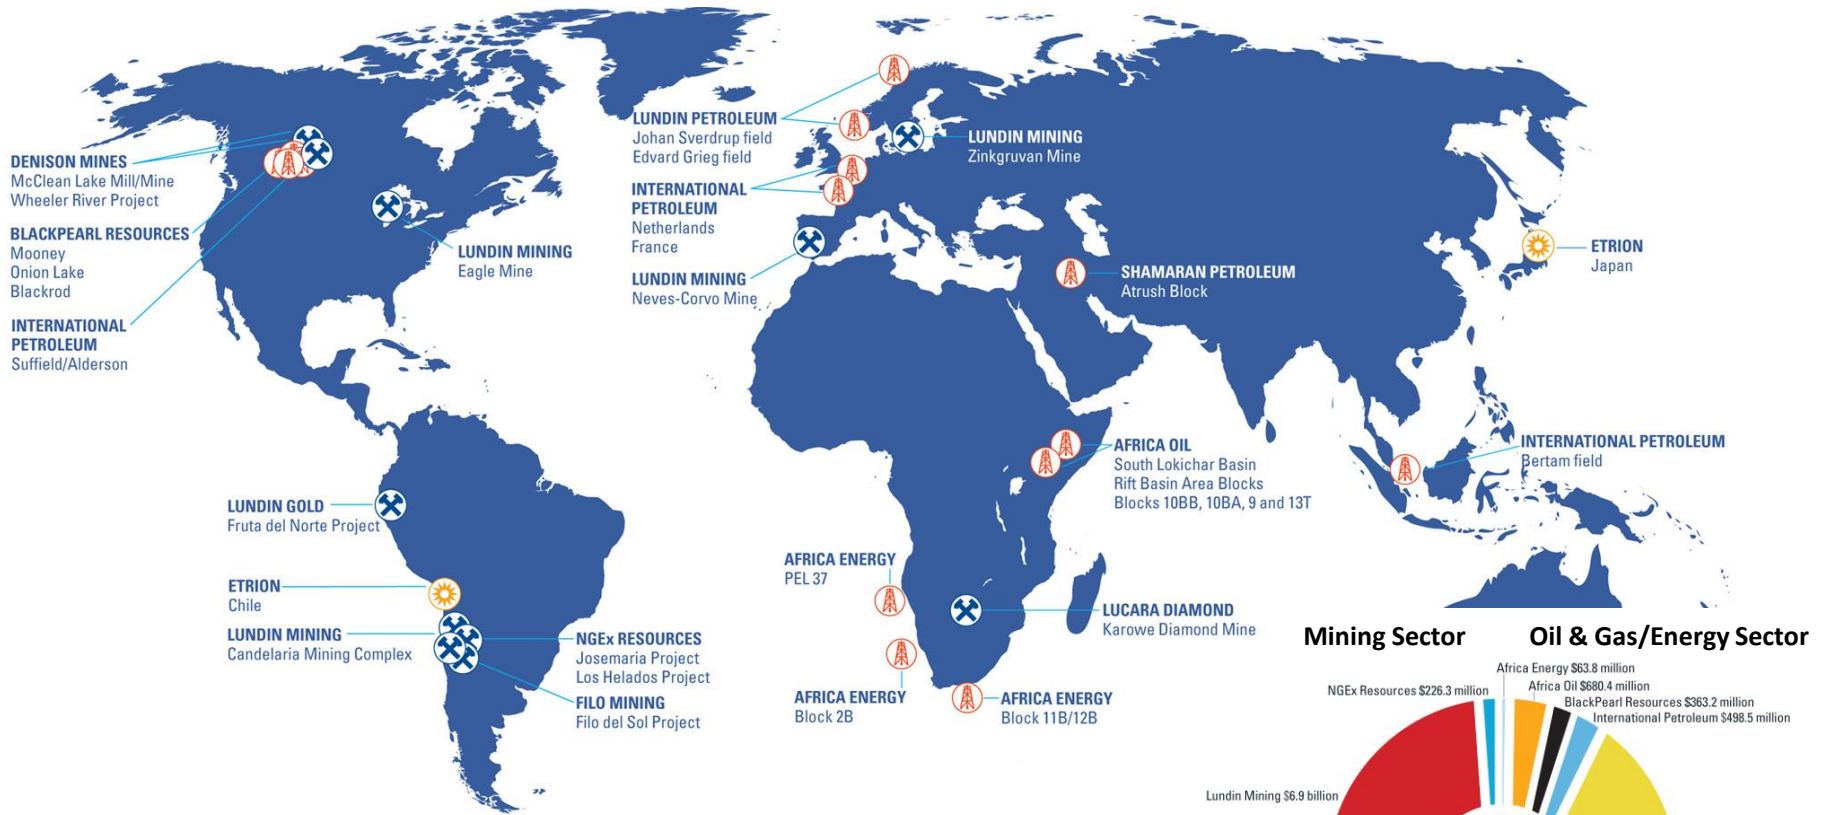 DENISON MINES
McClean Lake Mill/Mine
Wheeler River Project
BLACKPEARL RESOURCES
Mooney
Onion Lake
Blackrod
INTERNATIONAL
PETROLEUM
Suffield/Alderson
LUNDIN MINING
Eagle Mine
LUNDIN GOLD
Fruta del Norte Project
ETRION
Chile
LUNDIN MINING
Candelaria Mining Complex
NGEx RESOURCES
Josemaria Project
Los Helados Project
FILO MINING
Filo del Sol Project
LUNDIN PETROLEUM
Johan Sverdrup field
Edvard Grieg field
INTERNATIONAL
PETROLEUM
Netherlands
France
LUNDIN MINING
Neves-Corvo Mine
LUNDIN MINING
Zinkgruvan Mine
SHAMARAN PETROLEUM
Atrush Block
ETRION
Japan
AFRICA OIL
South Lokichar Basin
Rift Basin Area Blocks
Blocks 10BB, 10BA, 9 and 13T
INTERNATIONAL PETROLEUM
Bertam field
AFRICA ENERGY
PEL 37
LUCARA DIAMOND
Karowe Diamond Mine
AFRICA ENERGY
Block 2B
AFRICA ENERGY
Block 11B/12B
Mining Sector
Oil & Gas/Energy Sector
Africa Energy $63.8 million
NGEx Resources $226.3 million
Africa Oil $680.4 million
BlackPearl Resources $363.2 million
International Petroleum $498.5 million
Lundin Mining $6.9 billion